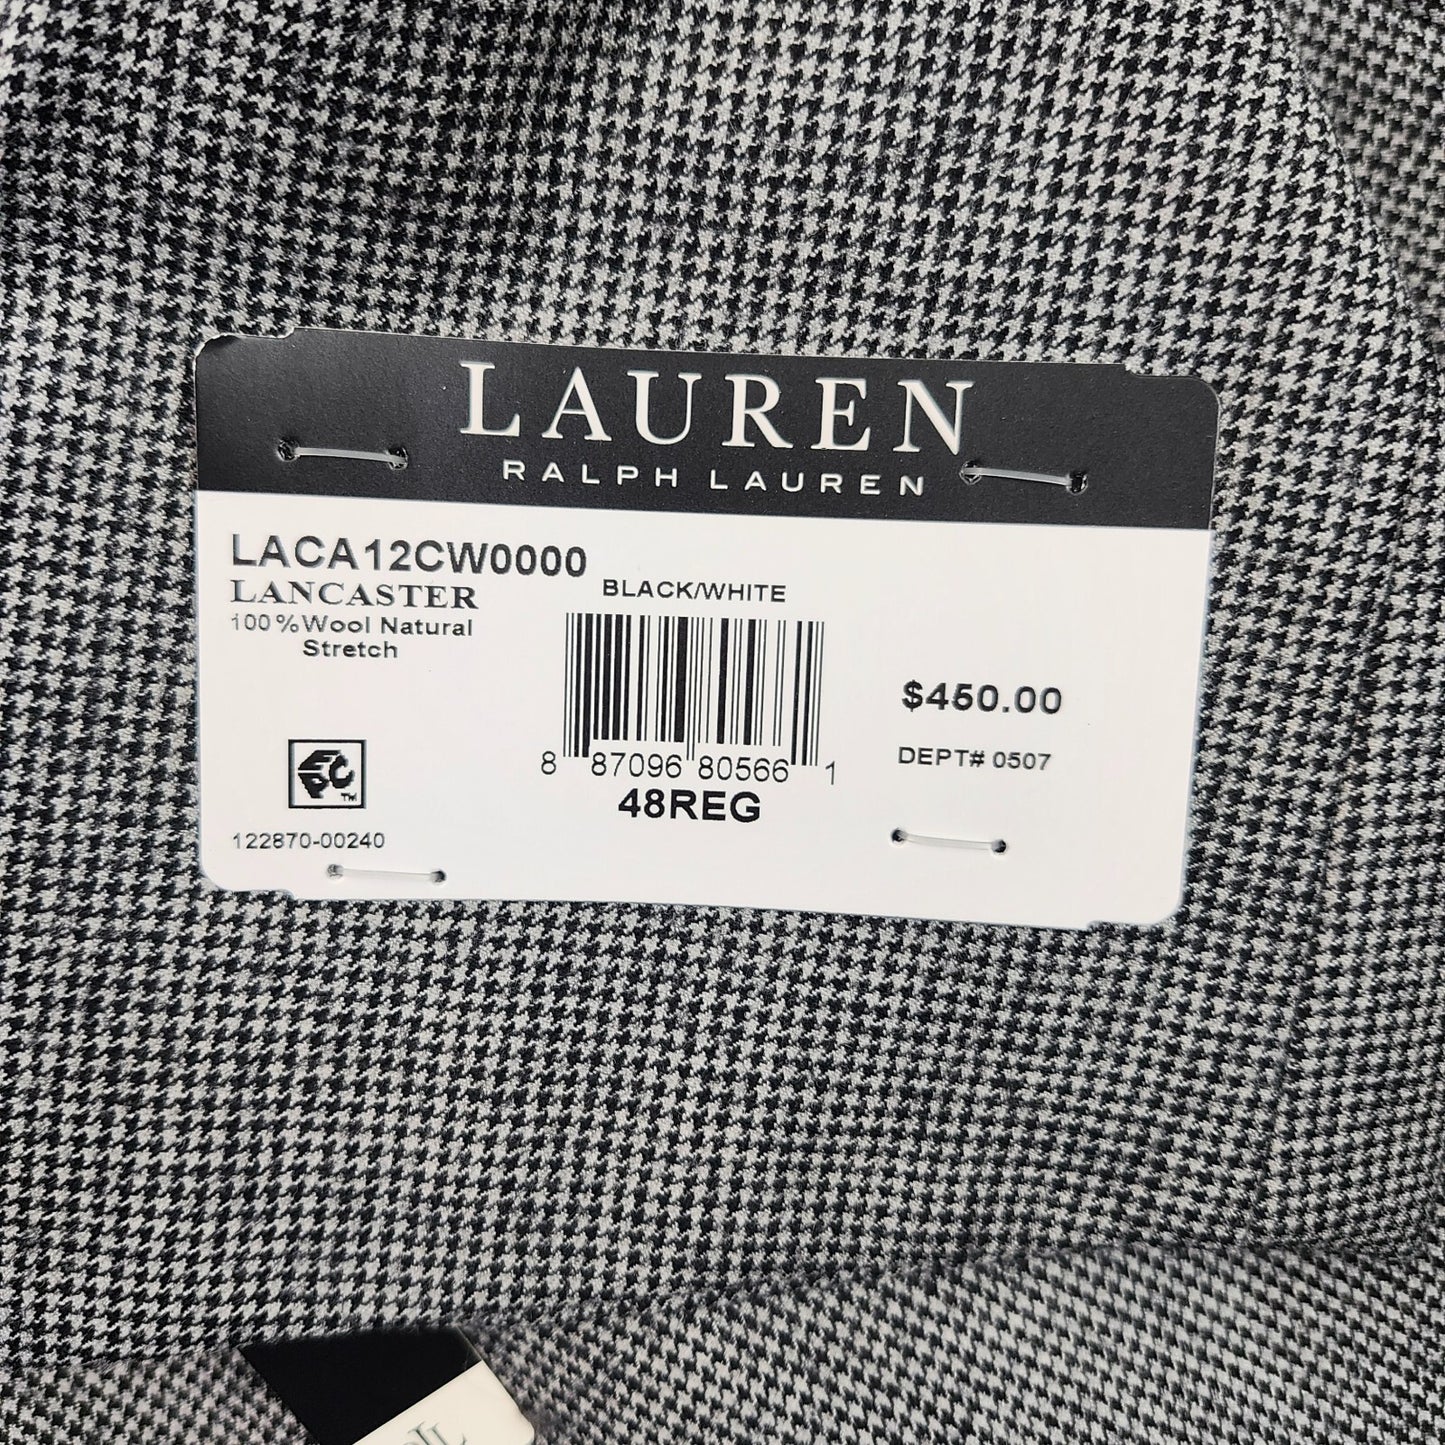 LAUREN
RALPH LAUREN
LACA12CW0000
LANCASTER
BLACK/WHITE
100%Wool Natural
Stretch
$450.00
DEPT# 0507
8 87096 80566 1
48REG
TM
122870-00240